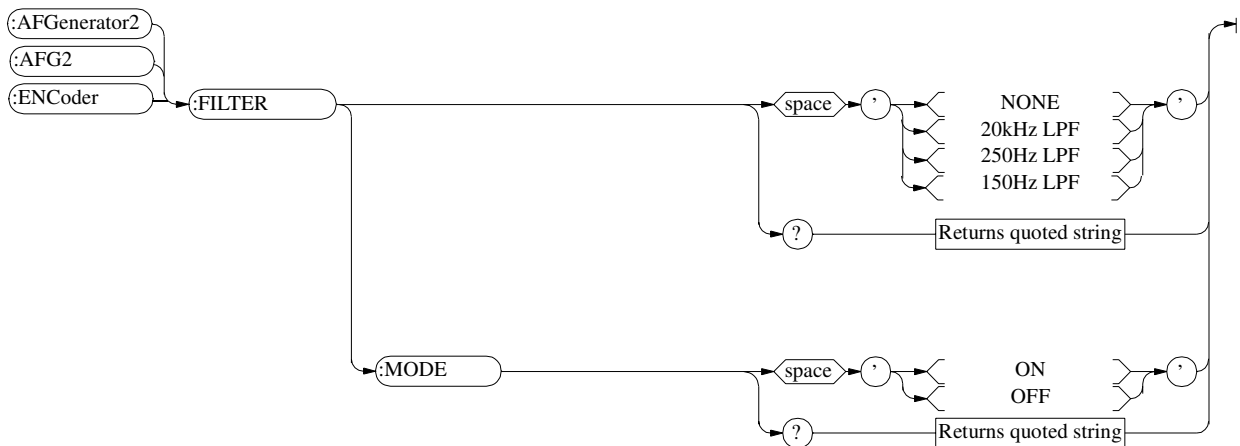 :AFGenerator2
:AFG2
:ENCoder
:FILTER
space
'
NONE
20kHz LPF
250Hz LPF
150Hz LPF
'
?
Returns quoted string
:MODE
space
'
ON
OFF
'
?
Returns quoted string